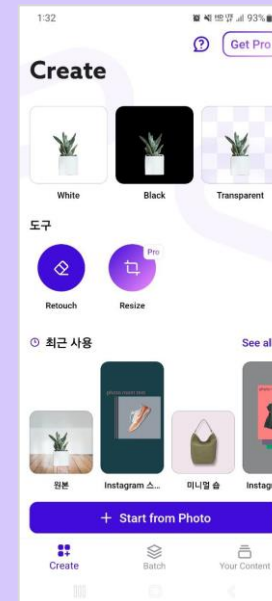 1:32
93%
Get Pro
Create
White
Black
Transparent
도구
Pro
Retouch
Resize
최근 사용
See al
원본
Instagram 스...
미니멀 숍
Instagr
+ Start from Photo
Create
Batch
Your Content